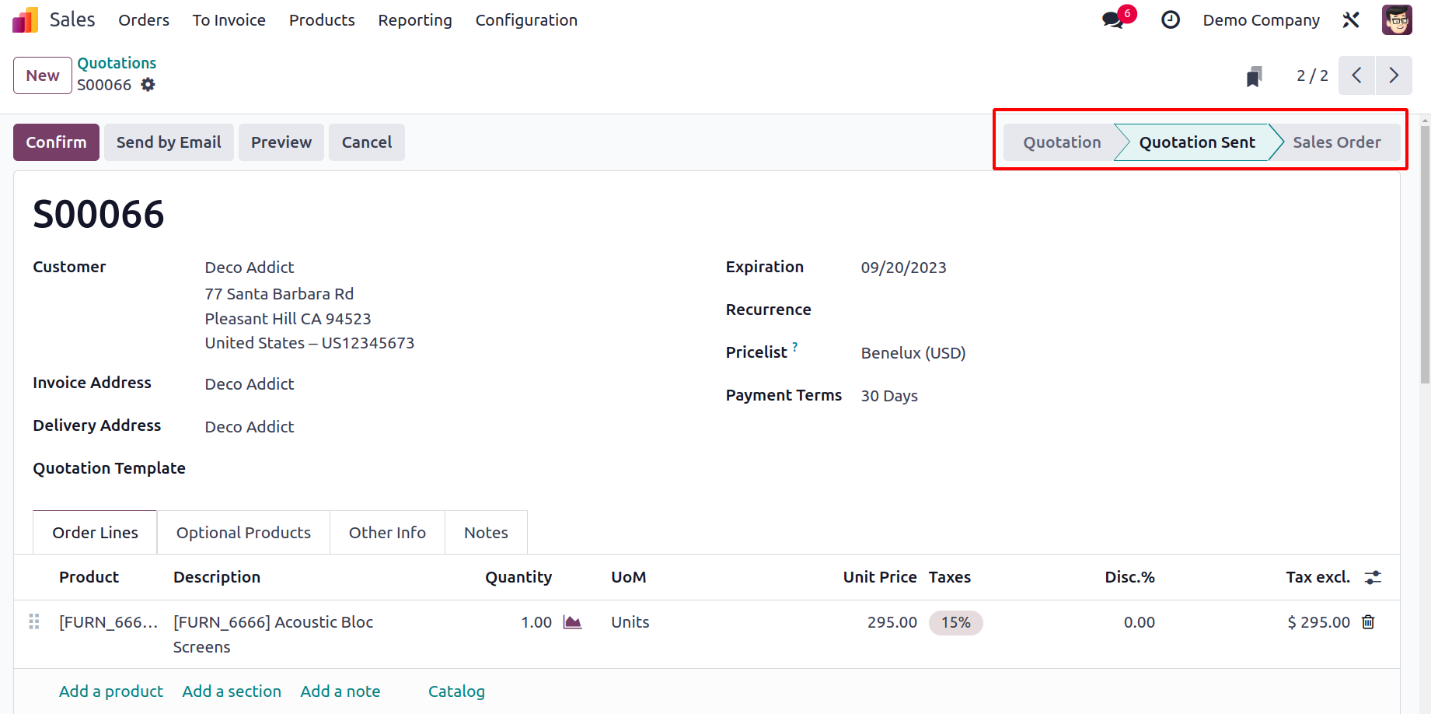 Sales Orders To Invoice Products Reporting Configuration 6 Demo Company
New Quotations
S00066 2 / 2
Confirm Send by Email Preview Cancel Quotation Quotation Sent Sales Order
S00066
Customer Deco Addict Expiration 09/20/2023
77 Santa Barbara Rd
Pleasant Hill CA 94523 Recurrence
United States – US12345673 Pricelist ? Benelux (USD)
Invoice Address Deco Addict Payment Terms 30 Days
Delivery Address Deco Addict
Quotation Template
Order Lines Optional Products Other Info Notes
Product Description Quantity UoM Unit Price Taxes Disc.% Tax excl.
[FURN_666... [FURN_6666] Acoustic Bloc 1.00 Units 295.00 15% 0.00 $ 295.00
Screens
Add a product Add a section Add a note Catalog